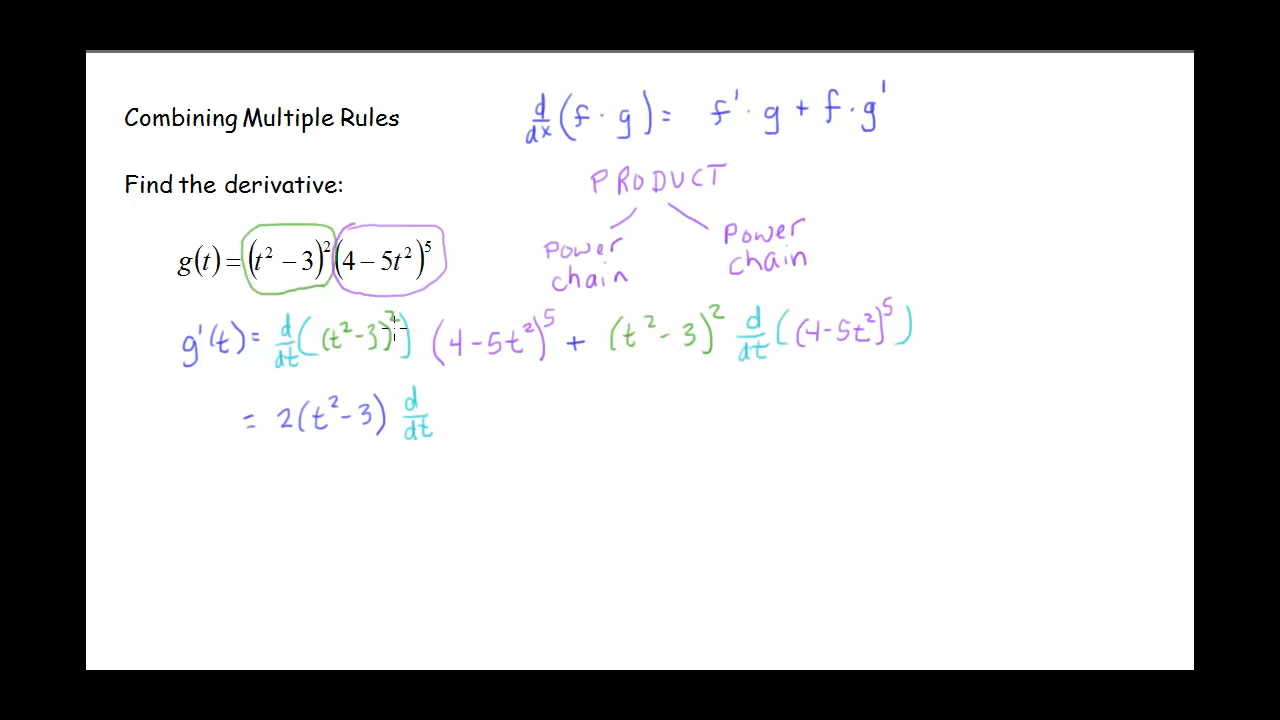 Combining Multiple Rules
d/dx (f · g) = f' · g + f · g'
Find the derivative:
PRODUCT
Power chain
Power chain
g(t) = (t² − 3)²(4 − 5t²)⁵
g'(t) = d/dt ((t² - 3)²) (4 - 5t²)⁵ + (t² - 3)² d/dt ((4 - 5t²)⁵)
= 2(t² - 3) d/dt